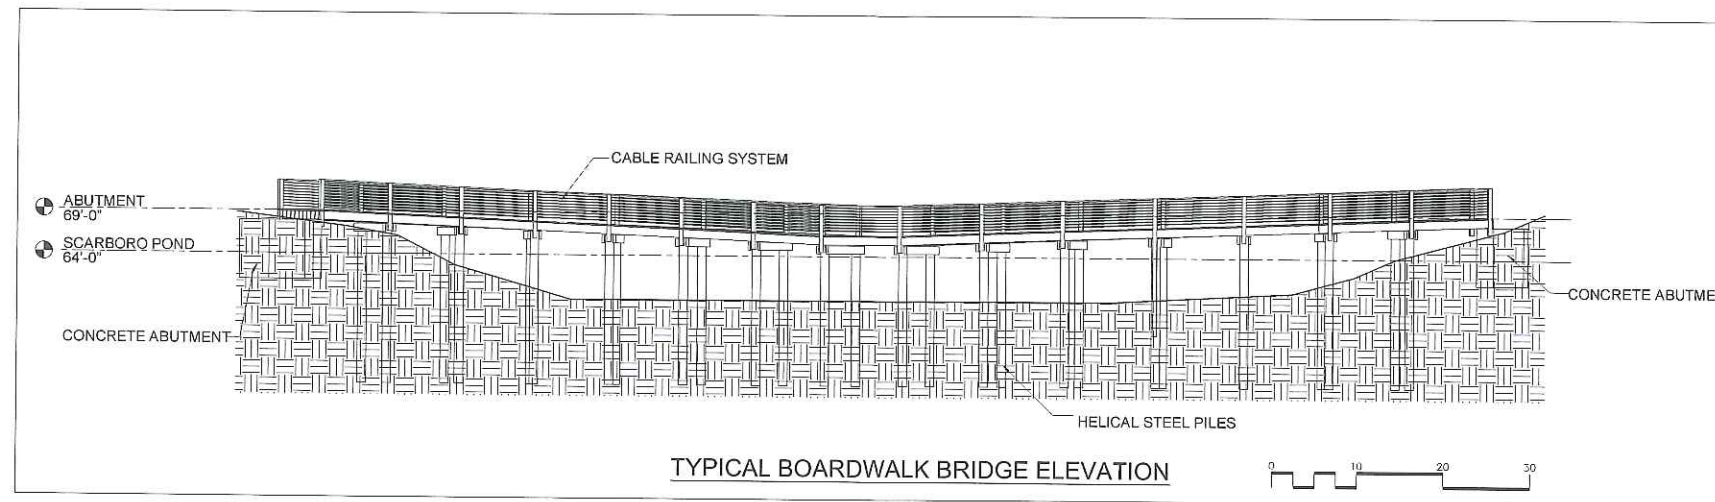 CABLE RAILING SYSTEM
ABUTMENT
69'-0"
SCARBORO POND
64'-0"
CONCRETE ABUTME
CONCRETE ABUTMENT
HELICAL STEEL PILES
TYPICAL BOARDWALK BRIDGE ELEVATION
0 10 20 30